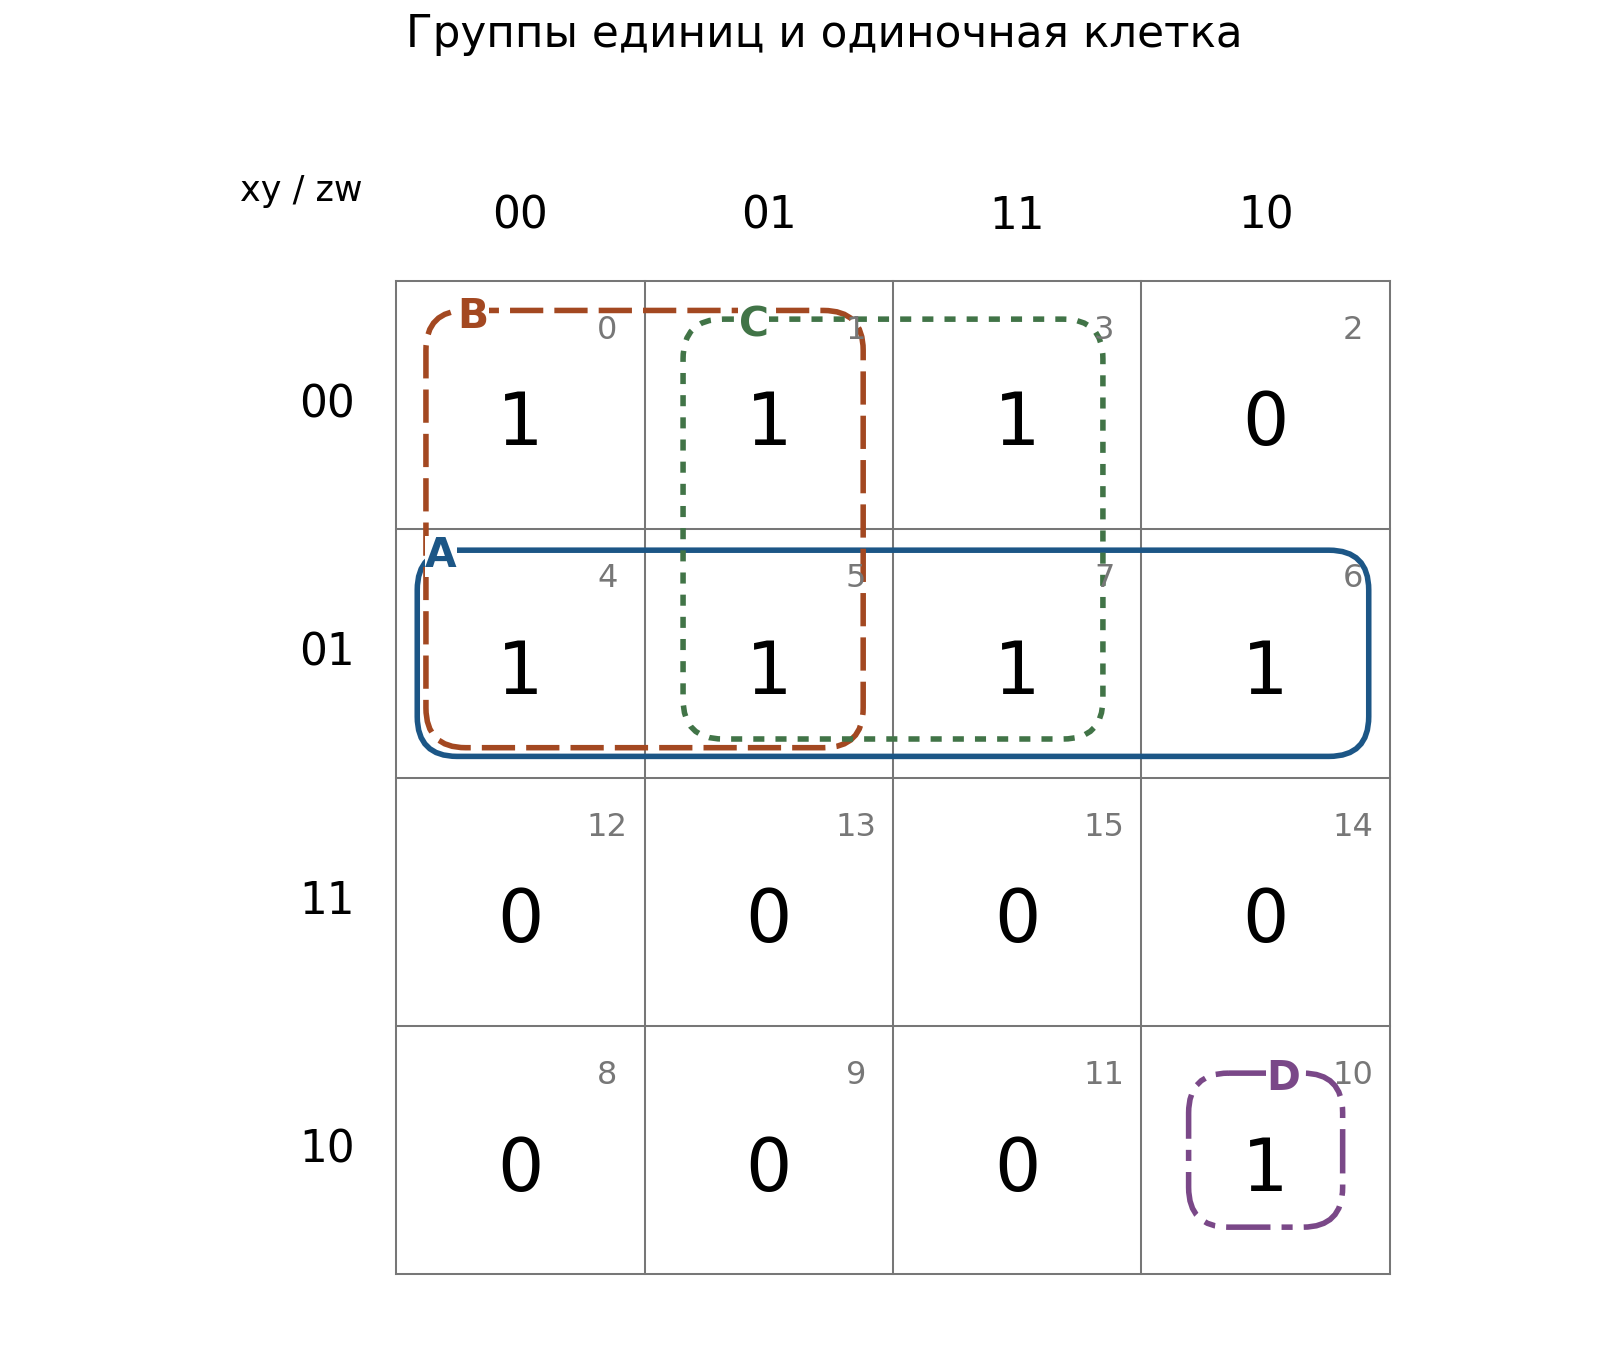 Группы единиц и одиночная клетка
xy / zw
00 01 11 10
B C
0 1 3 2
00 1 1 1 0
A
4 5 7 6
01 1 1 1 1
12 13 15 14
11 0 0 0 0
8 9 11 D 10
10 0 0 0 1